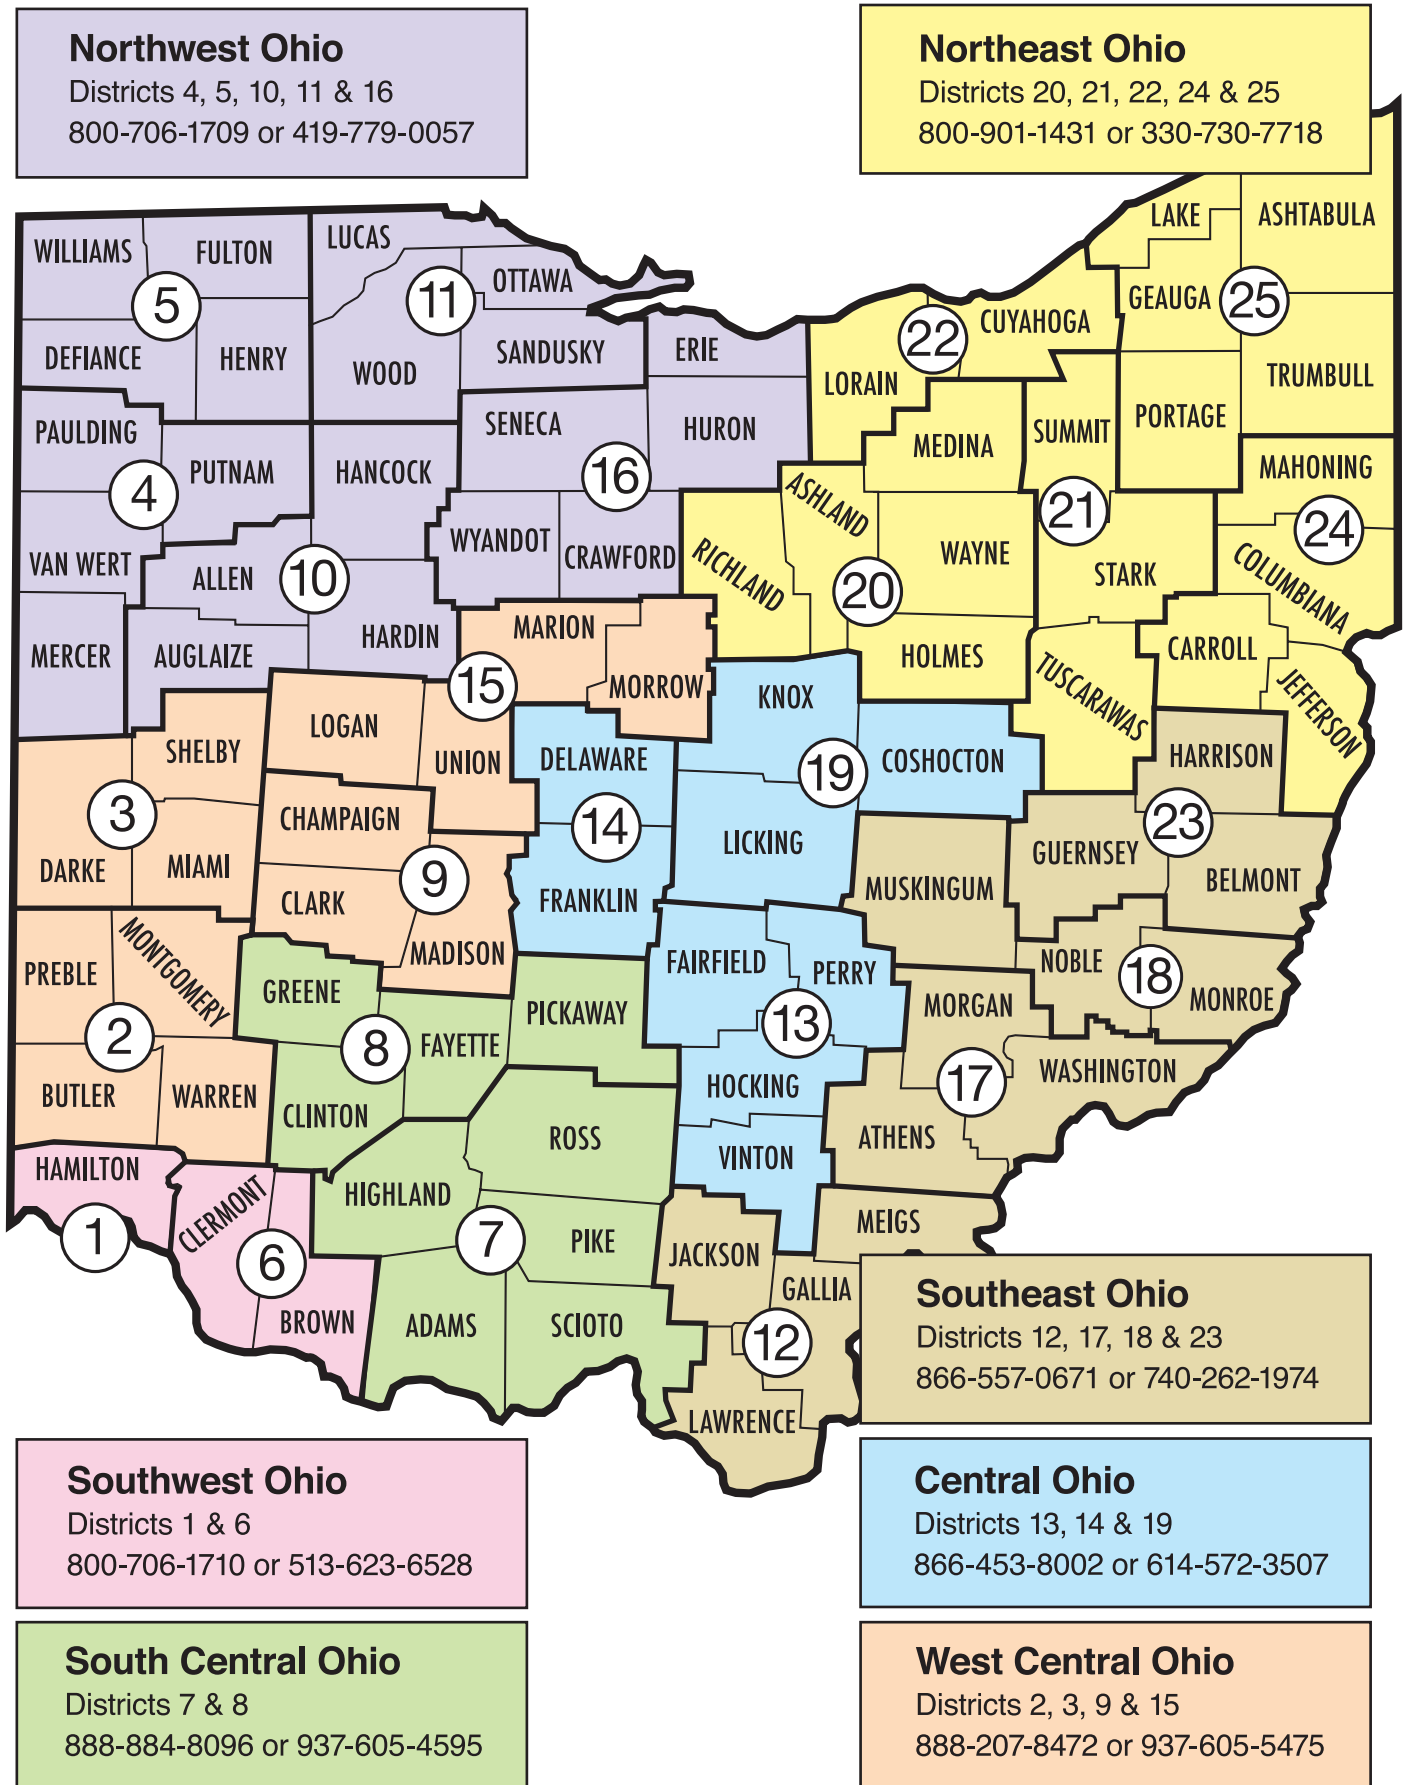 Northwest Ohio
Districts 4, 5, 10, 11 & 16
800-706-1709 or 419-779-0057
Northeast Ohio
Districts 20, 21, 22, 24 & 25
800-901-1431 or 330-730-7718
WILLIAMS
FULTON
LUCAS
OTTAWA
5
11
DEFIANCE
HENRY
WOOD
SANDUSKY
ERIE
LAKE
ASHTABULA
GEAUGA
25
22
CUYAHOGA
LORAIN
TRUMBULL
PAULDING
PUTNAM
HANCOCK
SENECA
HURON
MEDINA
SUMMIT
PORTAGE
MAHONING
4
16
ASHLAND
21
24
VAN WERT
ALLEN
10
WYANDOT
CRAWFORD
RICHLAND
20
WAYNE
STARK
COLUMBIANA
MERCER
AUGLAIZE
HARDIN
MARION
HOLMES
CARROLL
15
MORROW
TUSCARAWAS
JEFFERSON
KNOX
LOGAN
SHELBY
UNION
DELAWARE
19
COSHOCTON
HARRISON
3
CHAMPAIGN
14
LICKING
23
GUERNSEY
DARKE
MIAMI
9
CLARK
FRANKLIN
MUSKINGUM
BELMONT
MONTGOMERY
MADISON
PREBLE
FAIRFIELD
PERRY
NOBLE
18
MONROE
GREENE
PICKAWAY
MORGAN
2
8
FAYETTE
13
17
WASHINGTON
BUTLER
WARREN
CLINTON
HOCKING
ROSS
ATHENS
HAMILTON
VINTON
CLERMONT
HIGHLAND
1
6
7
PIKE
MEIGS
JACKSON
GALLIA
BROWN
ADAMS
SCIOTO
12
LAWRENCE
Southeast Ohio
Districts 12, 17, 18 & 23
866-557-0671 or 740-262-1974
Southwest Ohio
Districts 1 & 6
800-706-1710 or 513-623-6528
Central Ohio
Districts 13, 14 & 19
866-453-8002 or 614-572-3507
South Central Ohio
Districts 7 & 8
888-884-8096 or 937-605-4595
West Central Ohio
Districts 2, 3, 9 & 15
888-207-8472 or 937-605-5475